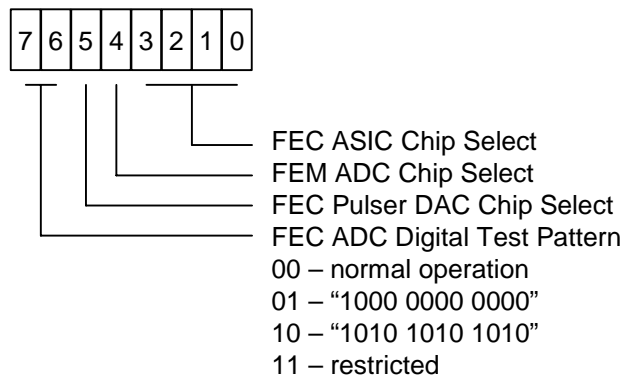 7 6 5 4 3 2 1 0
FEC ASIC Chip Select
FEM ADC Chip Select
FEC Pulser DAC Chip Select
FEC ADC Digital Test Pattern
00 – normal operation
01 – “1000 0000 0000”
10 – “1010 1010 1010”
11 – restricted